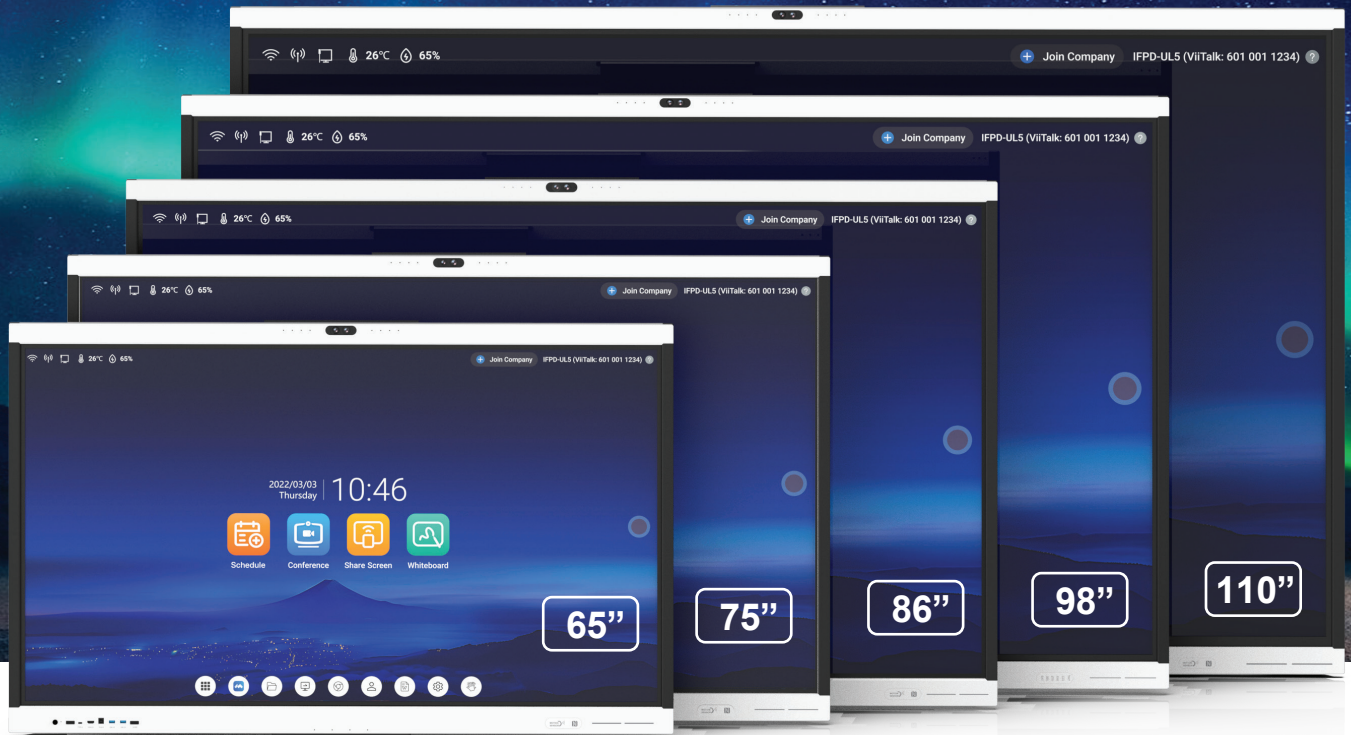 26°C 65%
Join Company IFPD-UL5 (ViiTalk: 601 001 1234) ?
26°C 65%
Join Company IFPD-UL5 (ViiTalk: 601 001 1234) ?
26°C 65%
Join Company IFPD-UL5 (ViiTalk: 601 001 1234) ?
26°C 65%
Join Company IFPD-UL5 (ViiTalk: 601 001 1234) ?
26°C 65%
Join Company IFPD-UL5 (ViiTalk: 601 001 1234) ?
2022/03/03
Thursday
10:46
Schedule Conference Share Screen Whiteboard
65”
75”
86”
98”
110”